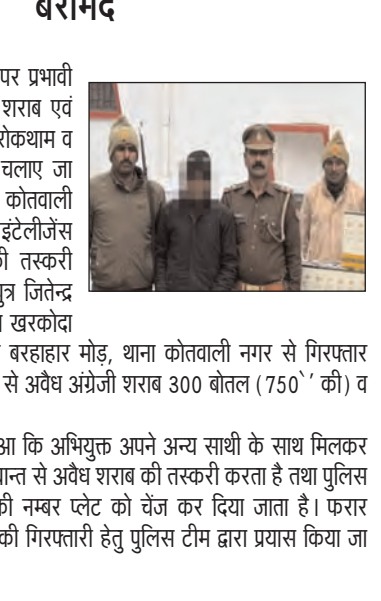 बरामद
पर प्रभावी
शराब एवं
रोकथाम व
चलाए जा
कोतवाली
इंटेलीजेंस
की तस्करी
पुत्र जितेन्द्र
खरकोदा
बरहाहार मोड़, थाना कोतवाली नगर से गिरफ्तार
से अवैध अंग्रेजी शराब 300 बोतल (750`’ की) व
कि अभियुक्त अपने अन्य साथी के साथ मिलकर
से अवैध शराब की तस्करी करता है तथा पुलिस
की नम्बर प्लेट को चेंज कर दिया जाता है। फरार
की गिरफ्तारी हेतु पुलिस टीम द्वारा प्रयास किया जा